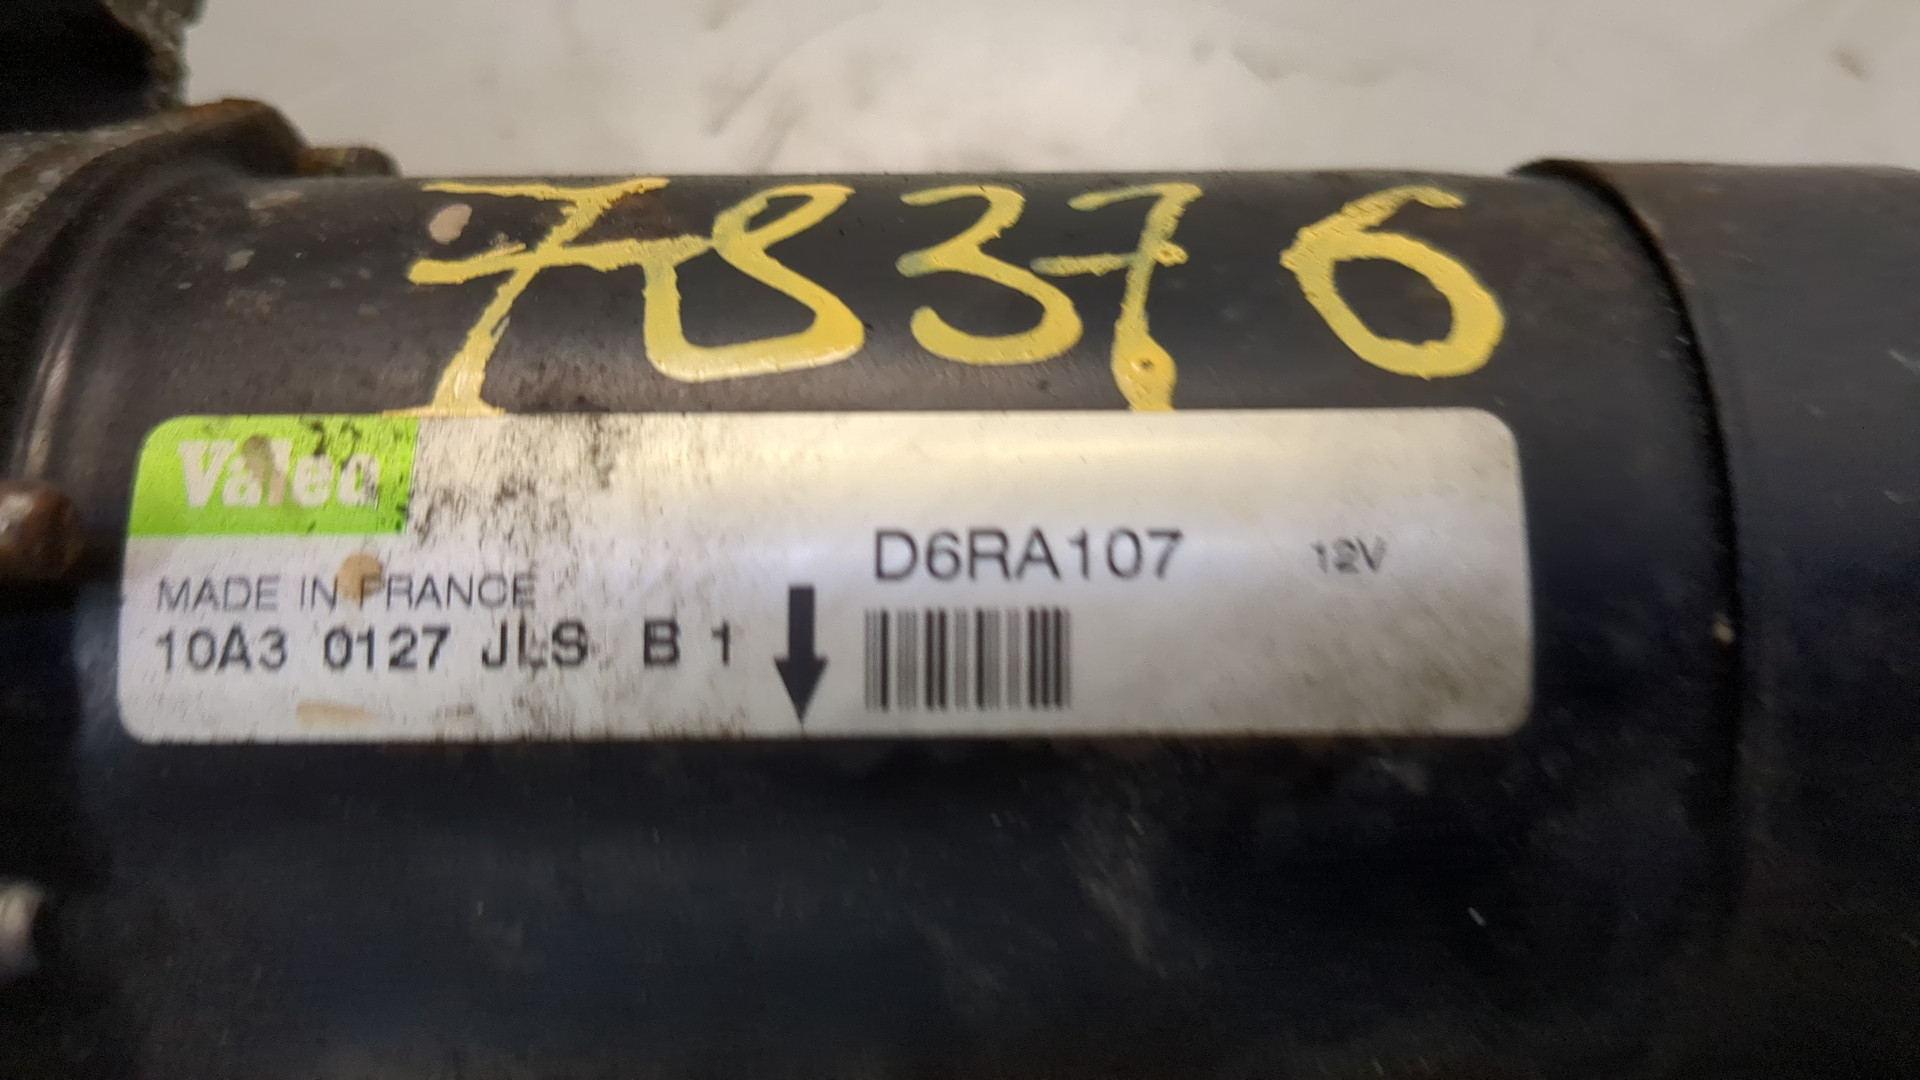 78376
Valeo
D6RA107 12V
MADE IN FRANCE
10A3 0127 JLS B 1